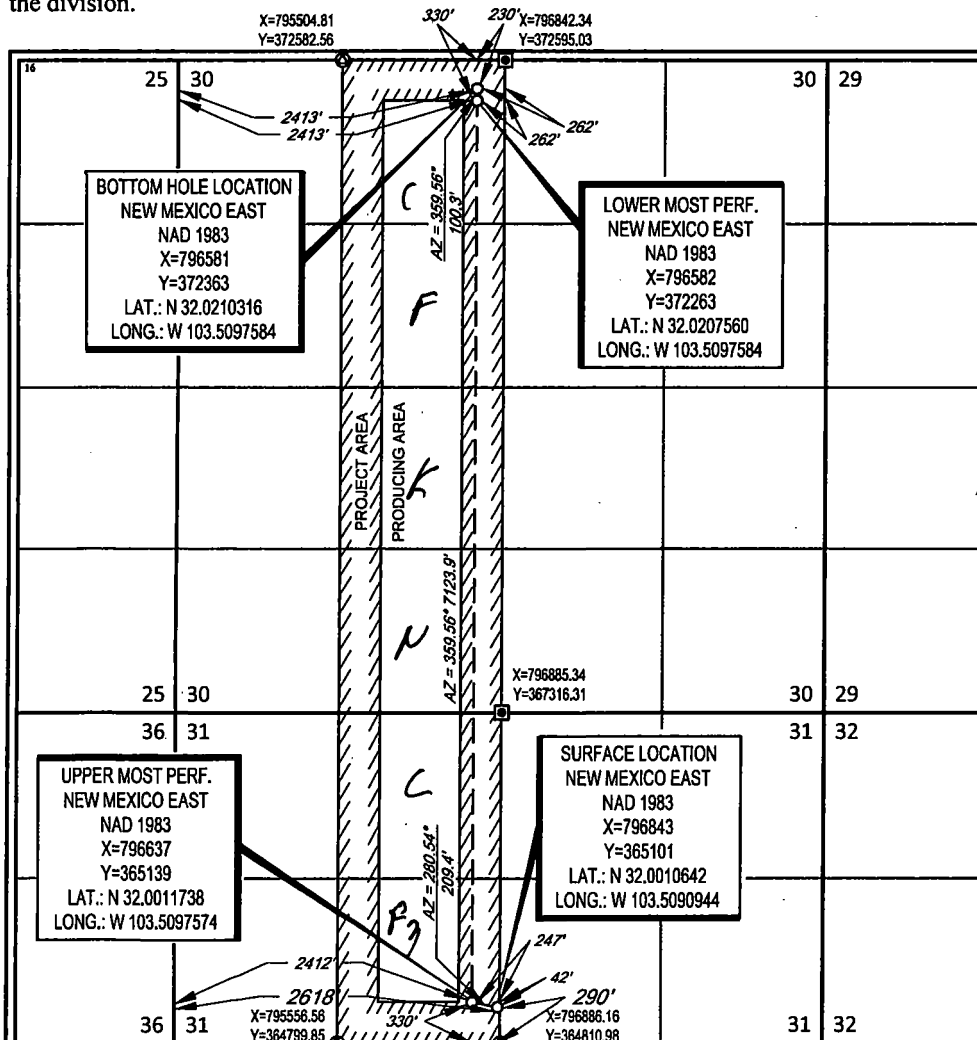 the division.
X=795504.81
Y=372582.56
330'
230'
X=796842.34
Y=372595.03
16
25 30
30 29
2413'
2413'
262'
262'
BOTTOM HOLE LOCATION
NEW MEXICO EAST
NAD 1983
X=796581
Y=372363
LAT.: N 32.0210316
LONG.: W 103.5097584
C
AZ = 359.56°
100.3'
LOWER MOST PERF.
NEW MEXICO EAST
NAD 1983
X=796582
Y=372263
LAT.: N 32.0207560
LONG.: W 103.5097584
F
PROJECT AREA
PRODUCING AREA
K
N
AZ = 359.56° 7123.9'
X=796885.34
Y=367316.31
25 30
30 29
36 31
31 32
UPPER MOST PERF.
NEW MEXICO EAST
NAD 1983
X=796637
Y=365139
LAT.: N 32.0011738
LONG.: W 103.5097574
C
AZ = 280.54°
209.4'
SURFACE LOCATION
NEW MEXICO EAST
NAD 1983
X=796843
Y=365101
LAT.: N 32.0010642
LONG.: W 103.5090944
F
247'
2412'
42'
2618'
290'
330'
X=795556.56
Y=364799.85
X=796886.16
Y=364810.98
36 31
31 32